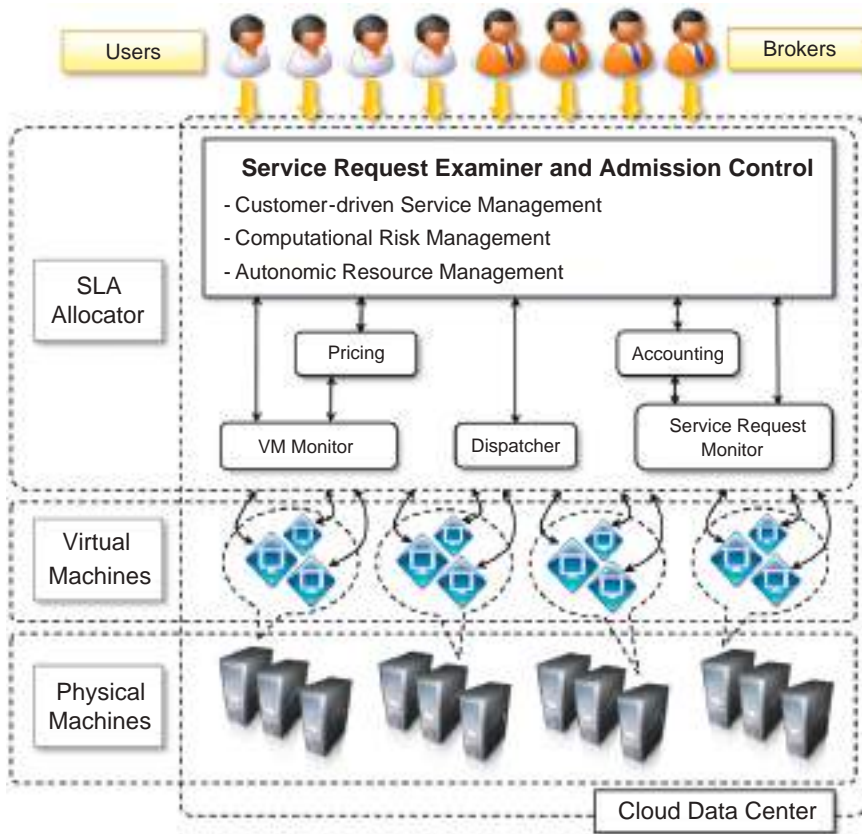 Users
Brokers
Service Request Examiner and Admission Control
- Customer-driven Service Management
- Computational Risk Management
- Autonomic Resource Management
SLA
Allocator
Pricing
Accounting
VM Monitor
Dispatcher
Service Request
Monitor
Virtual
Machines
Physical
Machines
Cloud Data Center